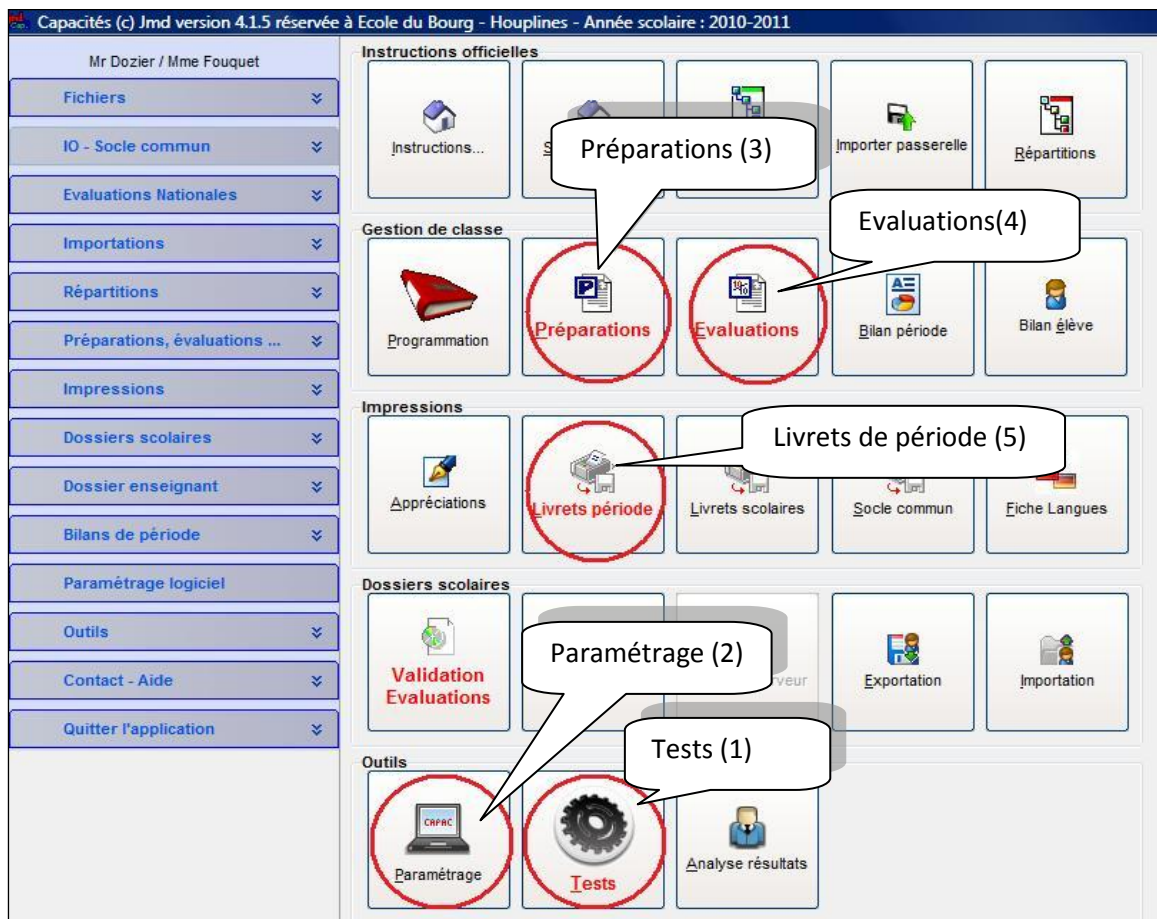 Capacités (c) Jmd version 4.1.5 réservée à Ecole du Bourg - Houplines - Année scolaire : 2010-2011
Mr Dozier / Mme Fouquet
Fichiers
IO - Socle commun
Evaluations Nationales
Importations
Répartitions
Préparations, évaluations ...
Impressions
Dossiers scolaires
Dossier enseignant
Bilans de période
Paramétrage logiciel
Outils
Contact - Aide
Quitter l'application
Instructions officielles
Instructions...
Préparations (3)
Importer passerelle
Répartitions
Gestion de classe
Evaluations(4)
Programmation
Préparations
Evaluations
Bilan période
Bilan élève
Impressions
Livrets de période (5)
Appréciations
Livrets période
Livrets scolaires
Socle commun
Fiche Langues
Dossiers scolaires
Validation
Evaluations
Paramétrage (2)
Exportation
Importation
Tests (1)
Outils
CAPAC
Paramétrage
Tests
Analyse résultats